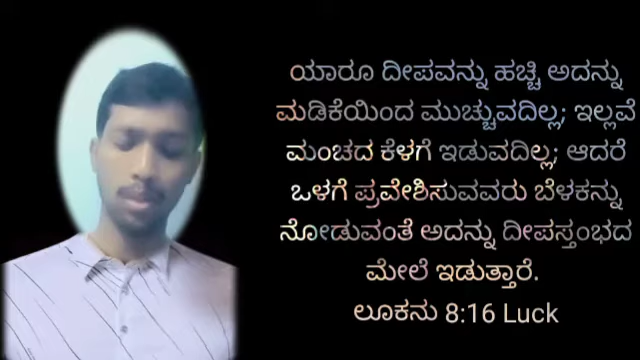 ಯಾರೂ ದೀಪವನ್ನು ಹಚ್ಚಿ ಅದನ್ನು
ಮಡಿಕೆಯಿಂದ ಮುಚ್ಚುವದಿಲ್ಲ; ಇಲ್ಲವೆ
ಮಂಚದ ಕೆಳಗೆ ಇಡುವದಿಲ್ಲ; ಆದರೆ
ಒಳಗೆ ಪ್ರವೇಶಿಸುವವರು ಬೆಳಕನ್ನು
ನೋಡುವಂತೆ ಅದನ್ನು ದೀಪಸ್ತಂಭದ
ಮೇಲೆ ಇಡುತ್ತಾರೆ.
ಲೂಕನು 8:16 Luck